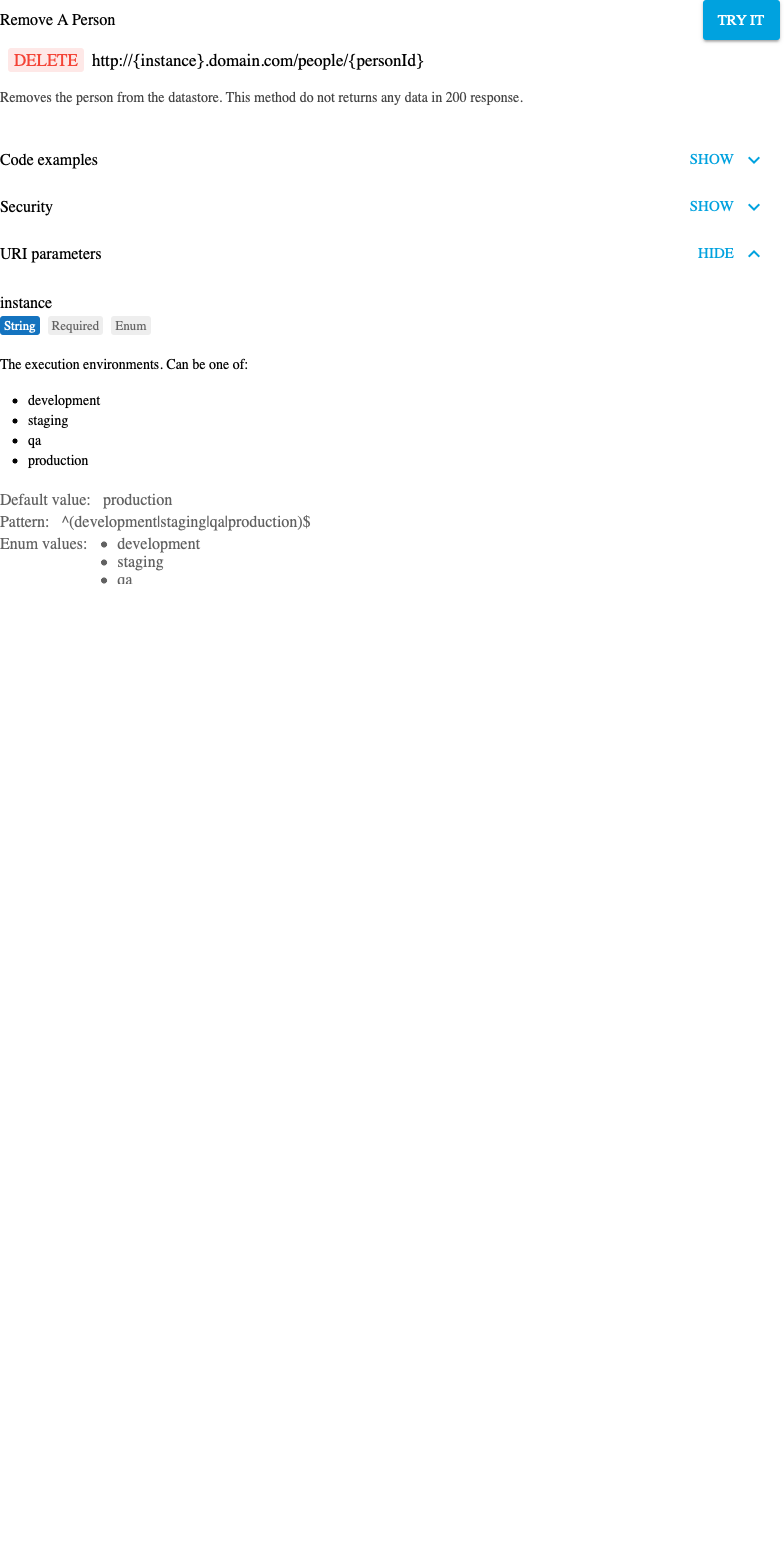 Remove A Person
TRY IT
DELETE http://{instance}.domain.com/people/{personId}
Removes the person from the datastore. This method do not returns any data in 200 response.
Code examples
SHOW
Security
SHOW
URI parameters
HIDE
instance
String Required Enum
The execution environments. Can be one of:
development
staging
qa
production
Default value: production
Pattern: ^(development|staging|qa|production)$
Enum values: development
staging
qa